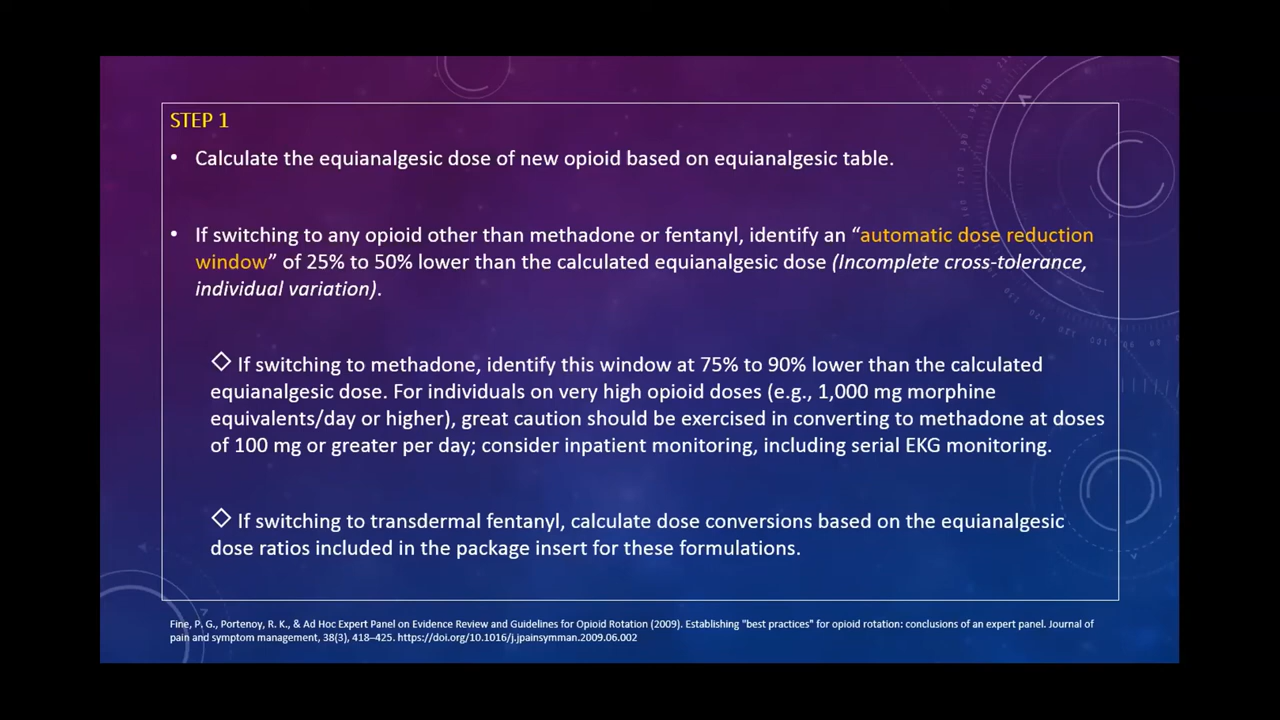 STEP 1
• Calculate the equianalgesic dose of new opioid based on equianalgesic table.
• If switching to any opioid other than methadone or fentanyl, identify an “automatic dose reduction
window” of 25% to 50% lower than the calculated equianalgesic dose (Incomplete cross-tolerance,
individual variation).
◇ If switching to methadone, identify this window at 75% to 90% lower than the calculated
equianalgesic dose. For individuals on very high opioid doses (e.g., 1,000 mg morphine
equivalents/day or higher), great caution should be exercised in converting to methadone at doses
of 100 mg or greater per day; consider inpatient monitoring, including serial EKG monitoring.
◇ If switching to transdermal fentanyl, calculate dose conversions based on the equianalgesic
dose ratios included in the package insert for these formulations.
Fine, P. G., Portenoy, R. K., & Ad Hoc Expert Panel on Evidence Review and Guidelines for Opioid Rotation (2009). Establishing "best practices" for opioid rotation: conclusions of an expert panel. Journal of
pain and symptom management, 38(3), 418–425. https://doi.org/10.1016/j.jpainsymman.2009.06.002